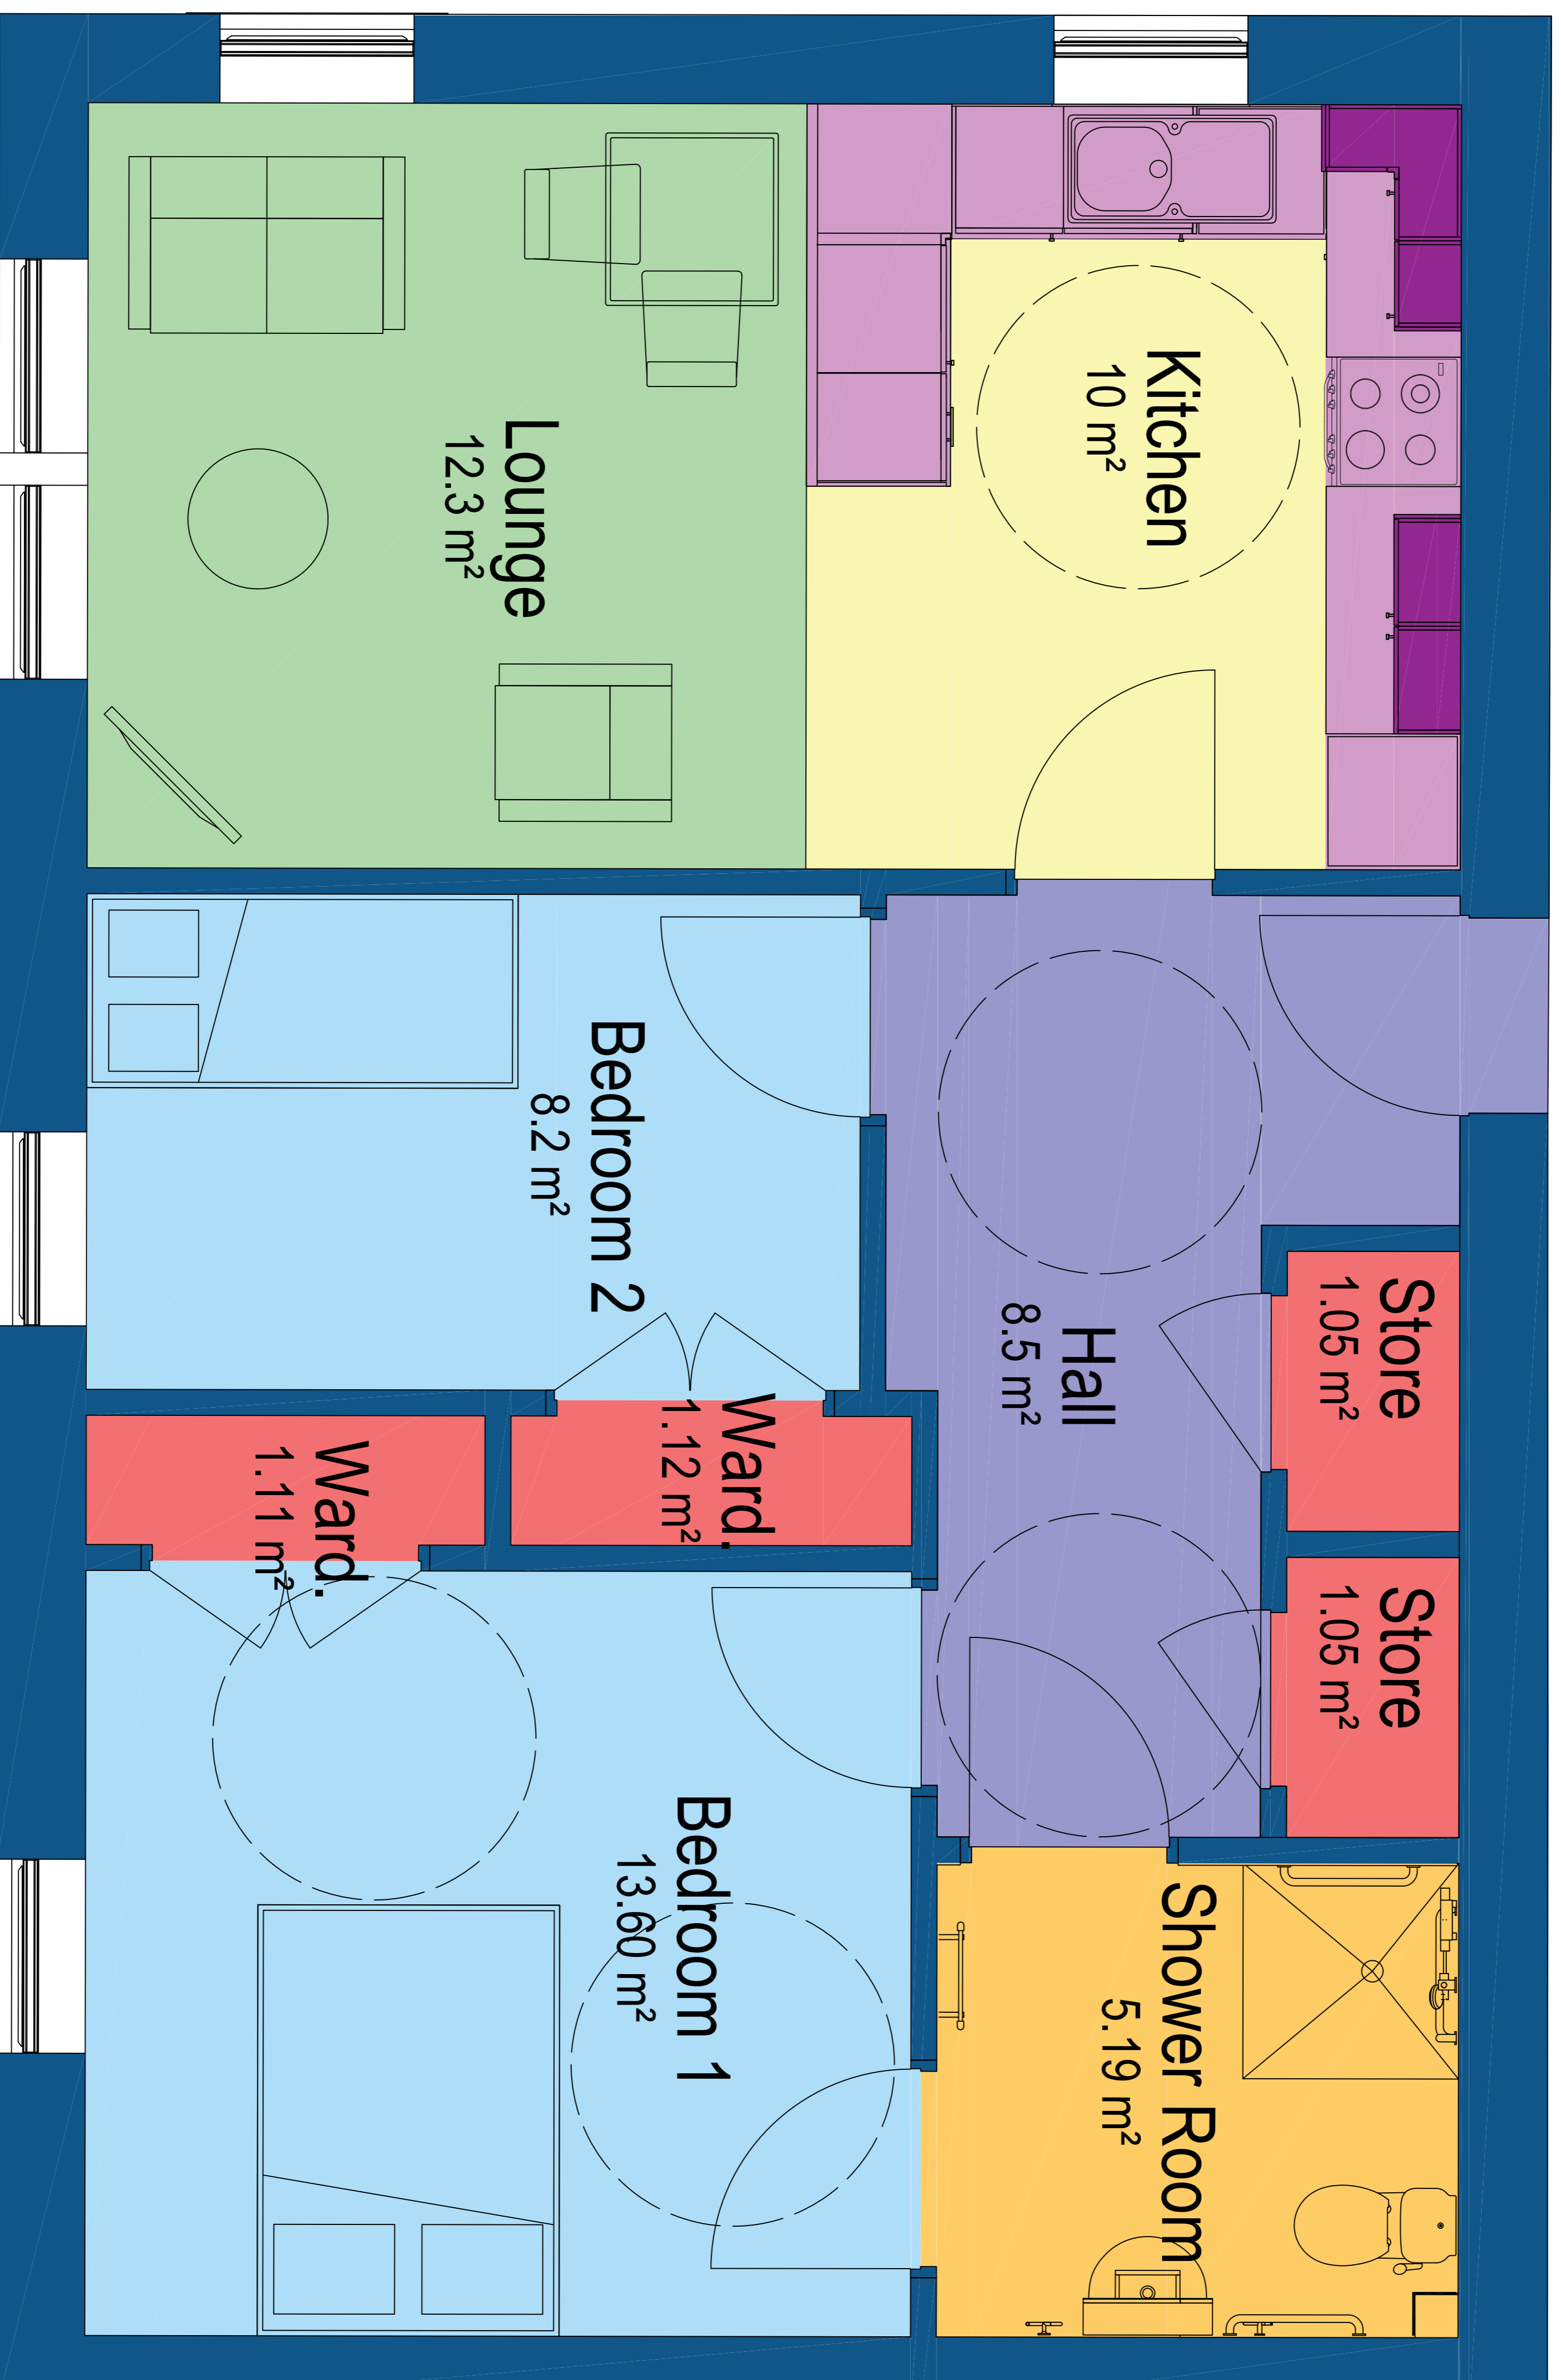 Kitchen
10 m²
Lounge
12.3 m²
Bedroom 2
8.2 m²
Hall
8.5 m²
Store
1.05 m²
Store
1.05 m²
Ward.
1.12 m²
Ward.
1.11 m²
Bedroom 1
13.60 m²
Shower Room
5.19 m²